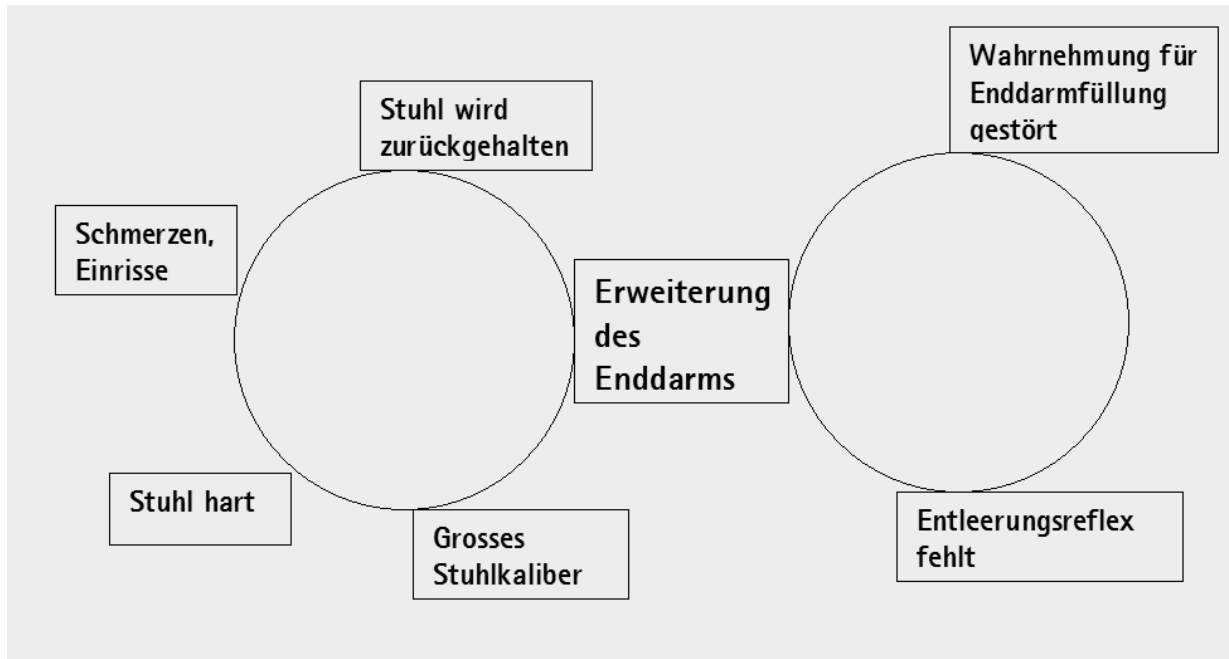 Wahrnehmung für
Enddarmfüllung
gestört
Stuhl wird
zurückgehalten
Schmerzen,
Einrisse
Erweiterung
des
Enddarms
Stuhl hart
Grosses
Stuhlkaliber
Entleerungsreflex
fehlt